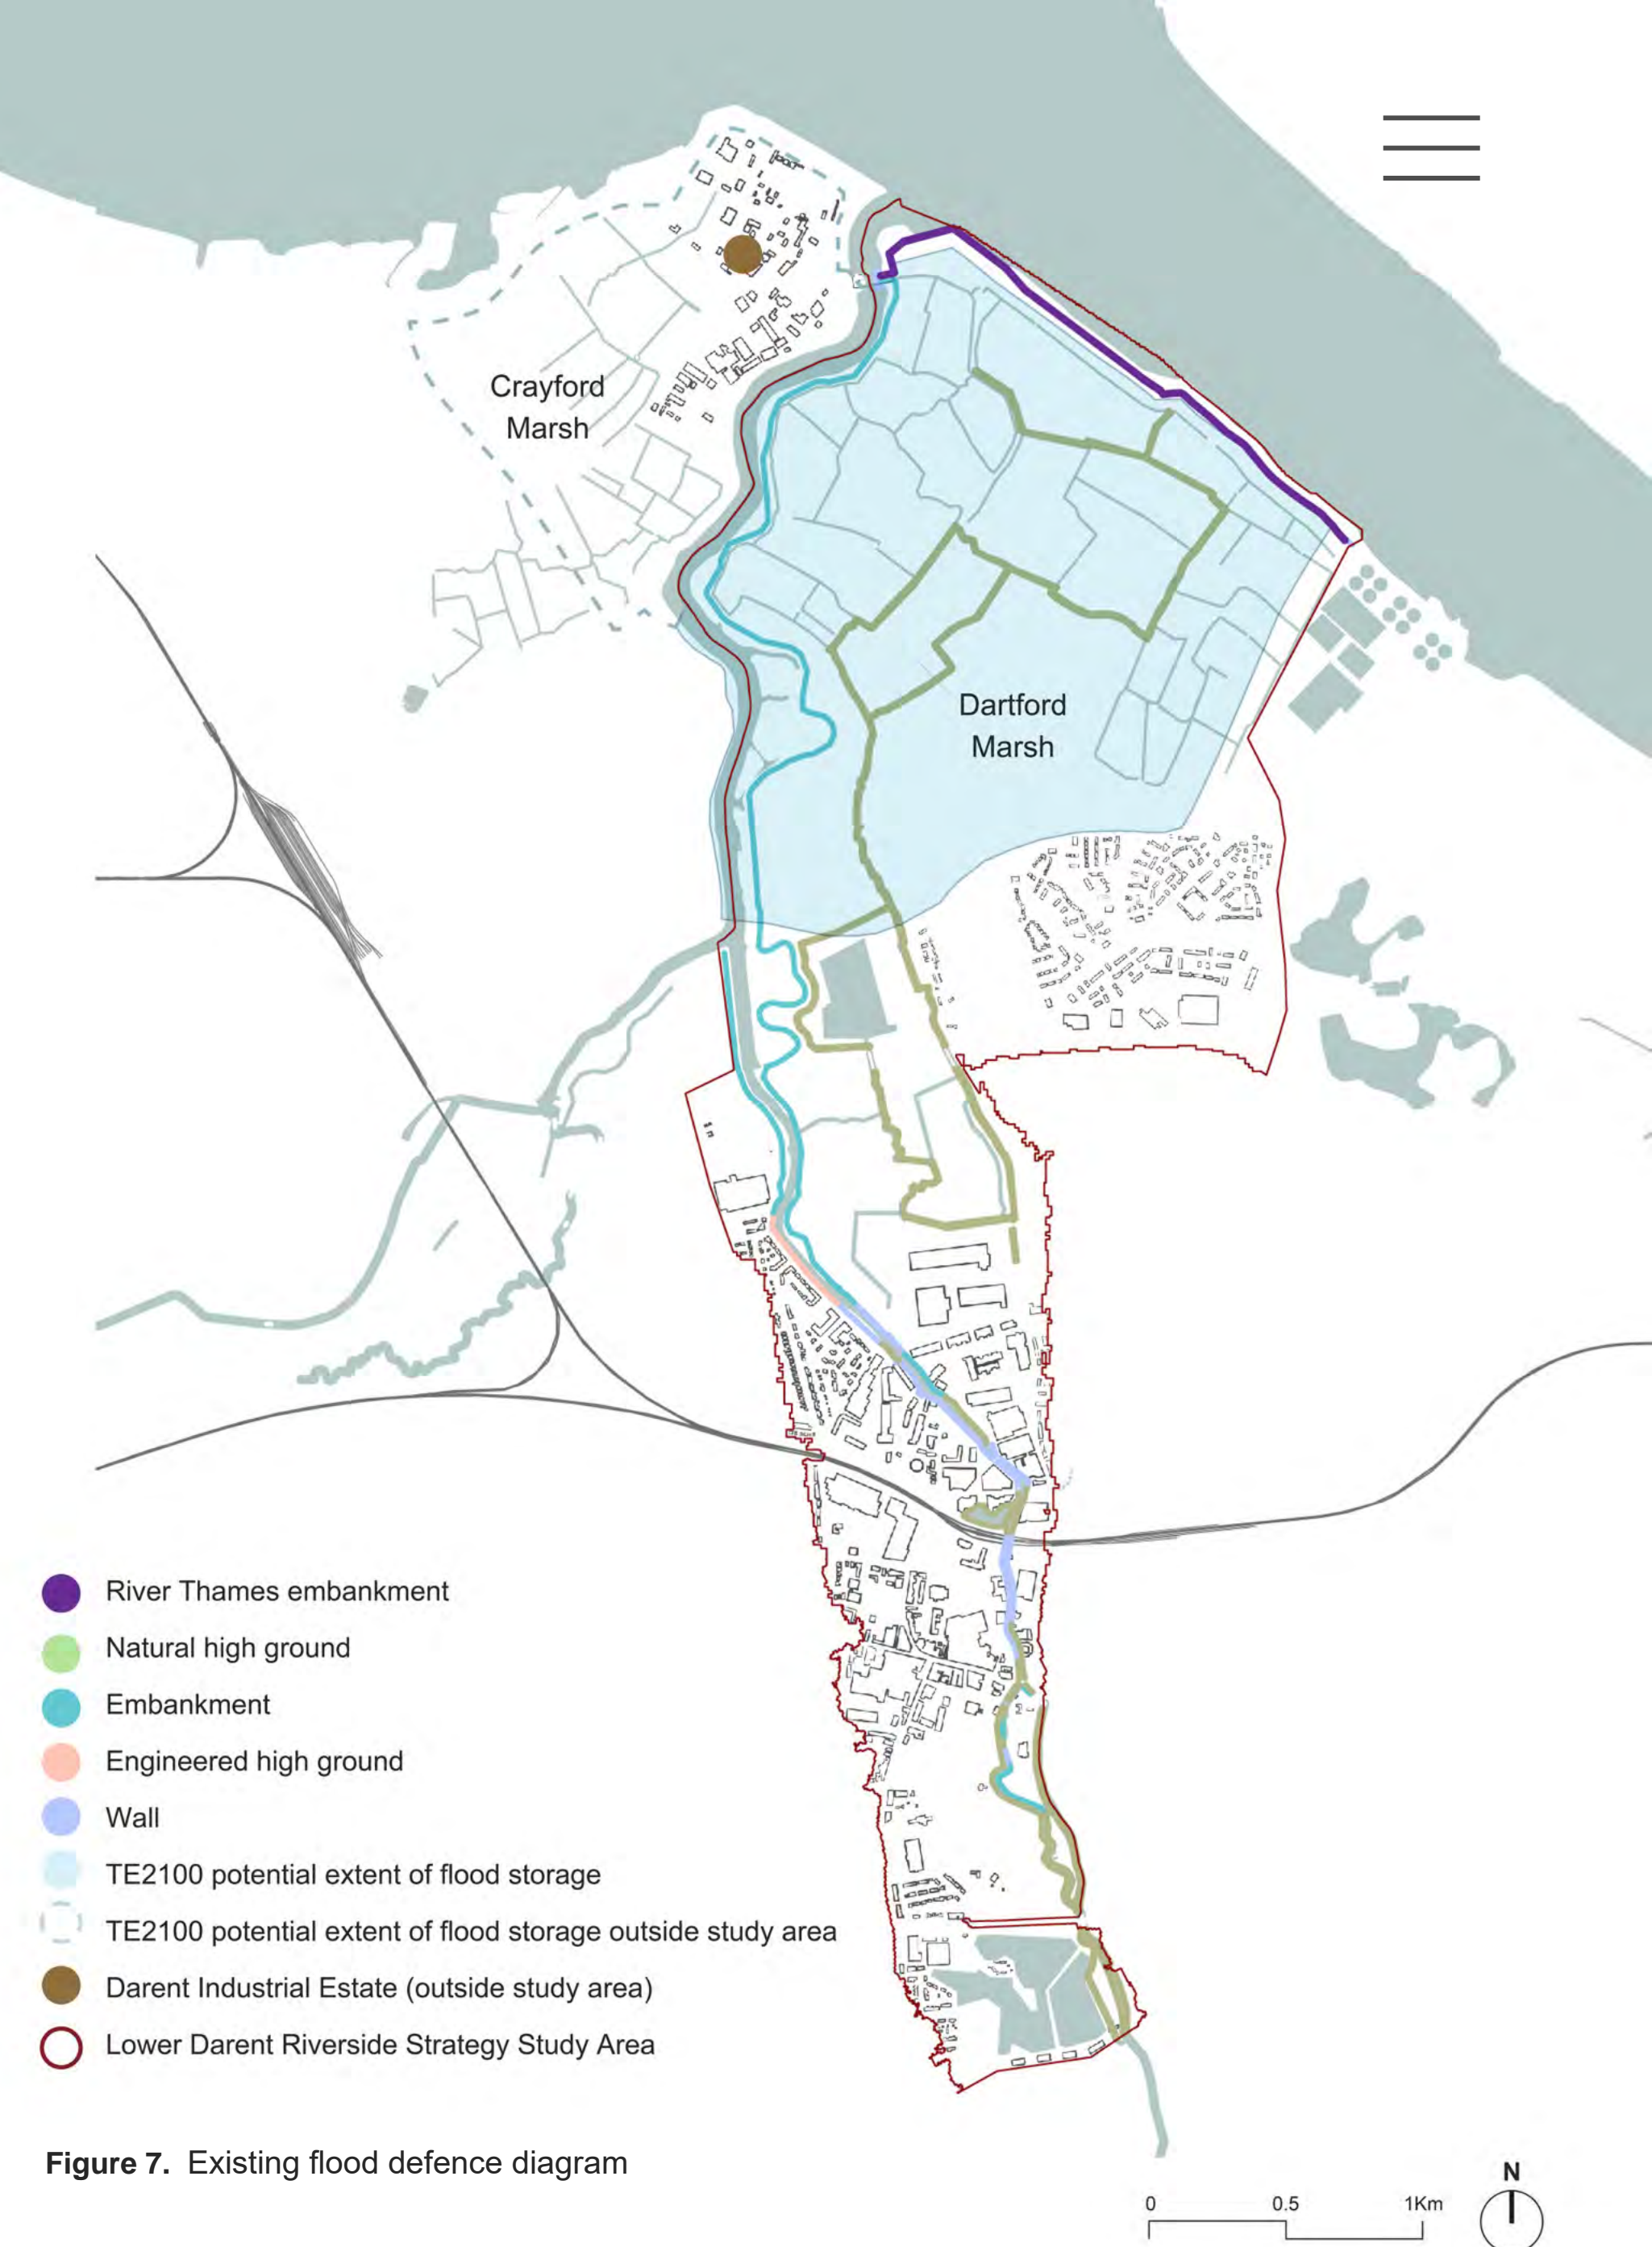 Crayford
Marsh
Dartford
Marsh
River Thames embankment
Natural high ground
Embankment
Engineered high ground
Wall
TE2100 potential extent of flood storage
TE2100 potential extent of flood storage outside study area
Darent Industrial Estate (outside study area)
Lower Darent Riverside Strategy Study Area
Figure 7. Existing flood defence diagram
N
0 0.5 1Km